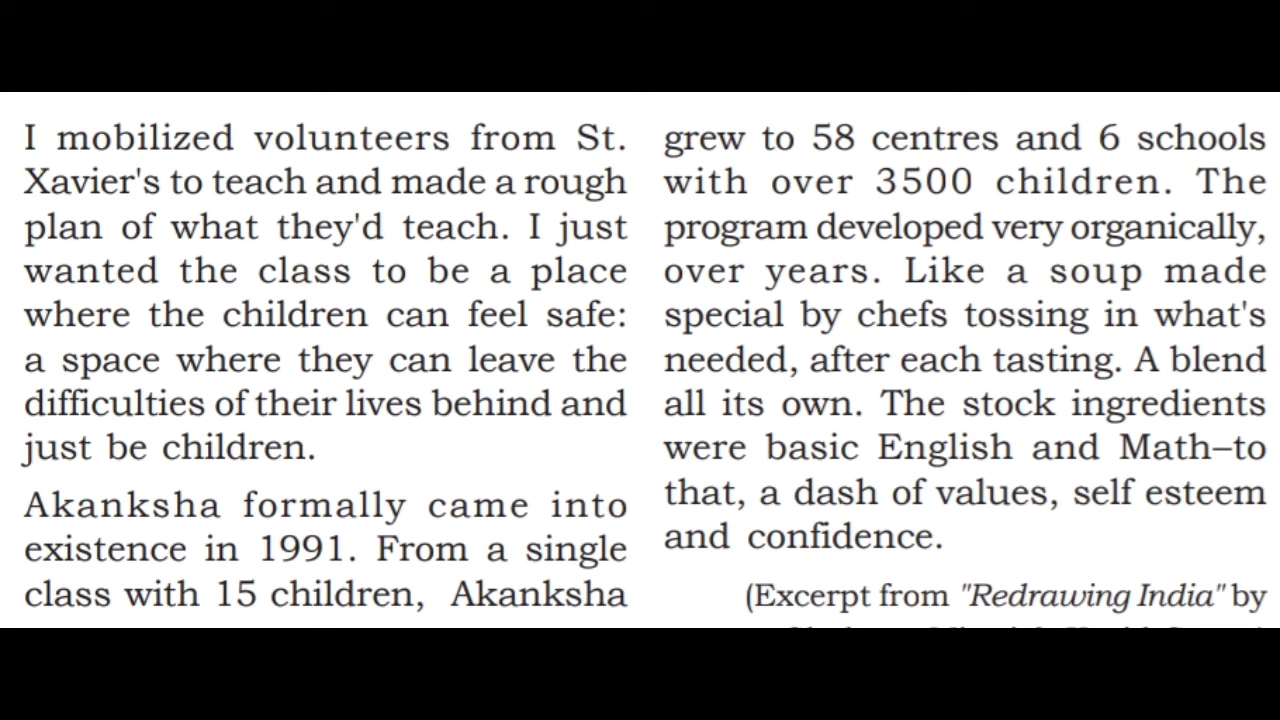 I mobilized volunteers from St.
Xavier's to teach and made a rough
plan of what they'd teach. I just
wanted the class to be a place
where the children can feel safe:
a space where they can leave the
difficulties of their lives behind and
just be children.
Akanksha formally came into
existence in 1991. From a single
class with 15 children, Akanksha
grew to 58 centres and 6 schools
with over 3500 children. The
program developed very organically,
over years. Like a soup made
special by chefs tossing in what's
needed, after each tasting. A blend
all its own. The stock ingredients
were basic English and Math–to
that, a dash of values, self esteem
and confidence.
(Excerpt from "Redrawing India" by